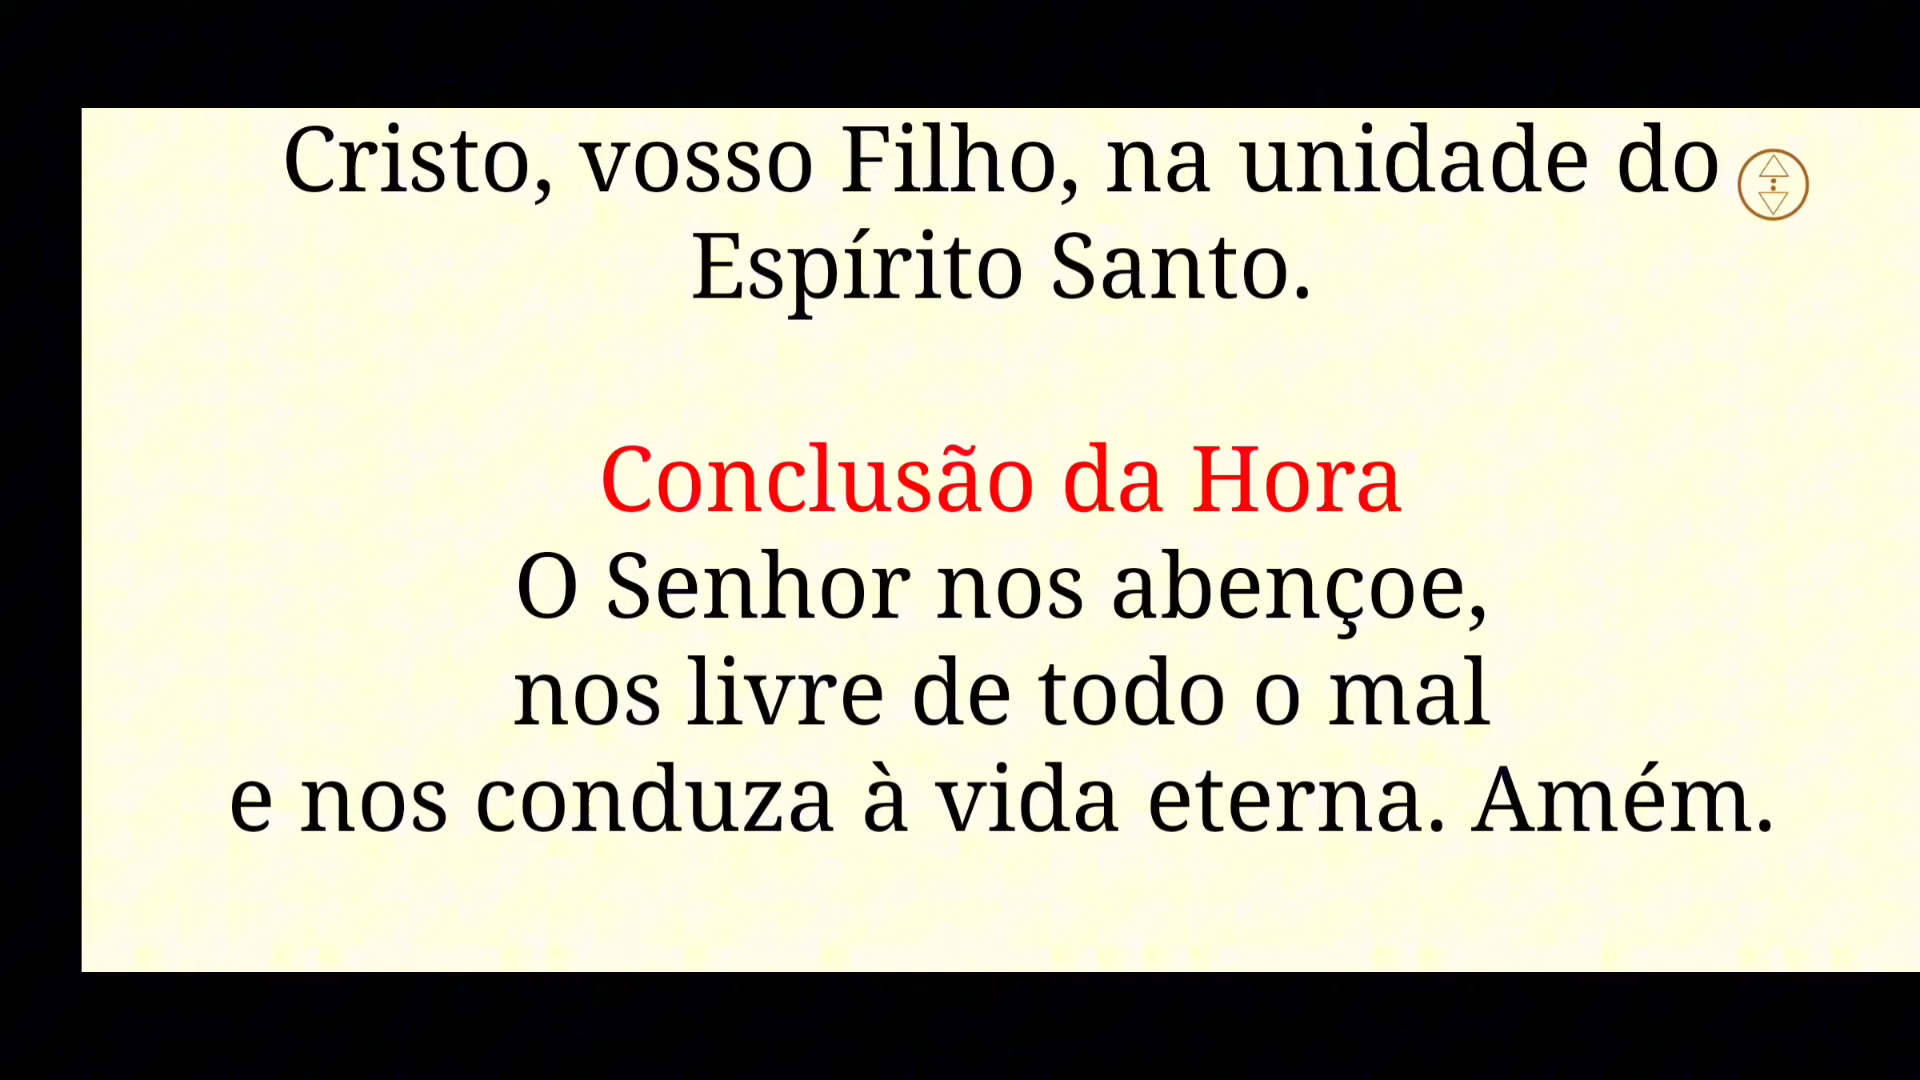 Cristo, vosso Filho, na unidade do
Espírito Santo.
Conclusão da Hora
O Senhor nos abençoe,
nos livre de todo o mal
e nos conduza à vida eterna. Amém.